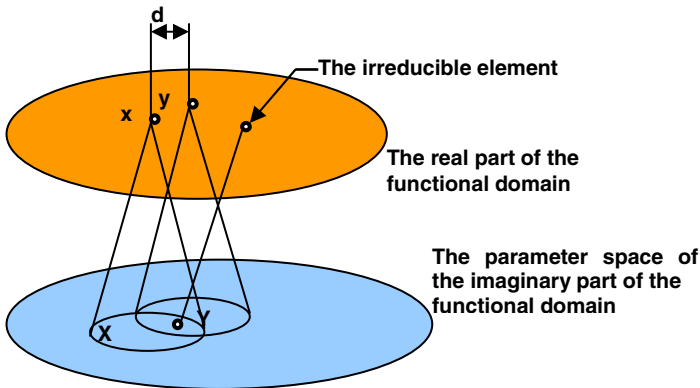 d
The irreducible element
x y
The real part of the
functional domain
The parameter space of
the imaginary part of the
functional domain
X Y